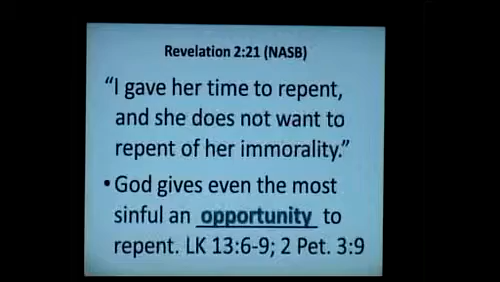 Revelation 2:21 (NASB)
“I gave her time to repent,
and she does not want to
repent of her immorality.”
• God gives even the most
sinful an opportunity to
repent. LK 13:6-9; 2 Pet. 3:9